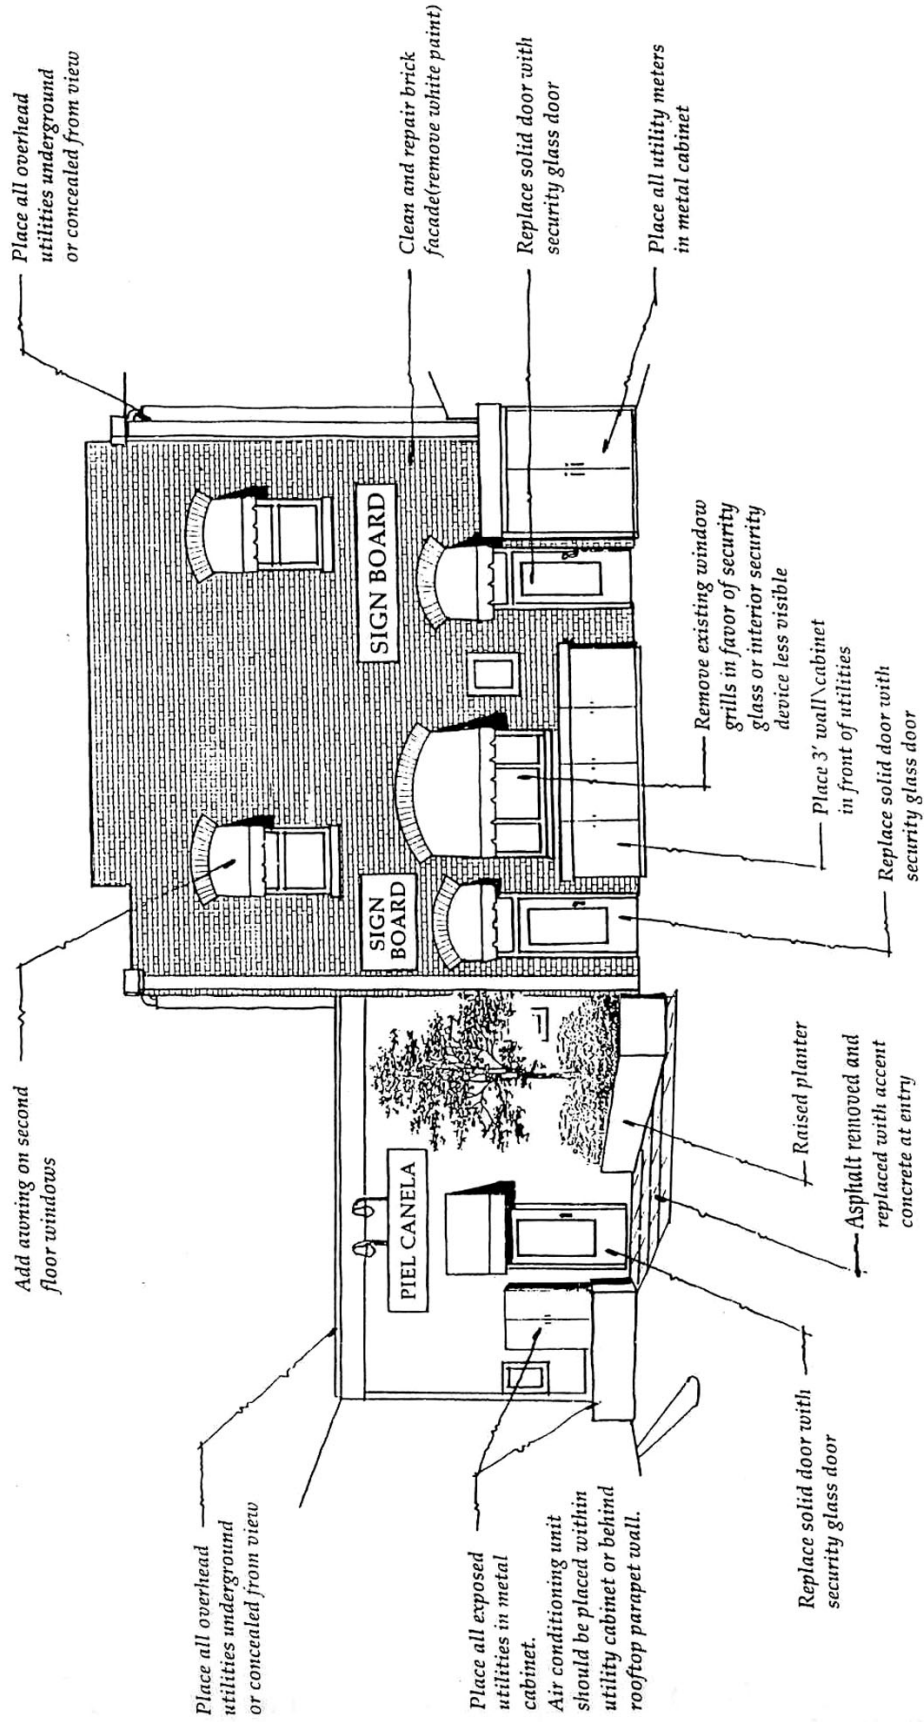 Place all overhead
utilities underground
or concealed from view
Add awning on second
floor windows
Place all overhead
utilities underground
or concealed from view
Clean and repair brick
facade(remove white paint)
Replace solid door with
security glass door
Place all utility meters
in metal cabinet
SIGN BOARD
SIGN
BOARD
PIEL CANELA
Place all exposed
utilities in metal
cabinet.
Air conditioning unit
should be placed within
utility cabinet or behind
rooftop parapet wall.
Remove existing window
grills in favor of security
glass or interior security
device less visible
Place 3' wall\cabinet
in front of utilities
Replace solid door with
security glass door
Raised planter
Asphalt removed and
replaced with accent
concrete at entry
Replace solid door with
security glass door